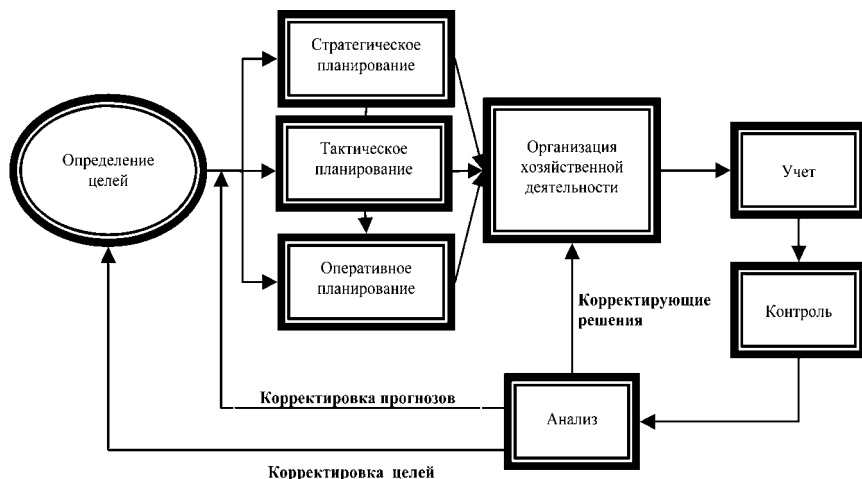 Стратегическое
планирование
Определение
целей
Тактическое
планирование
Организация
хозяйственной
деятельности
Учет
Оперативное
планирование
Корректирующие
решения
Контроль
Корректировка прогнозов
Анализ
Корректировка целей